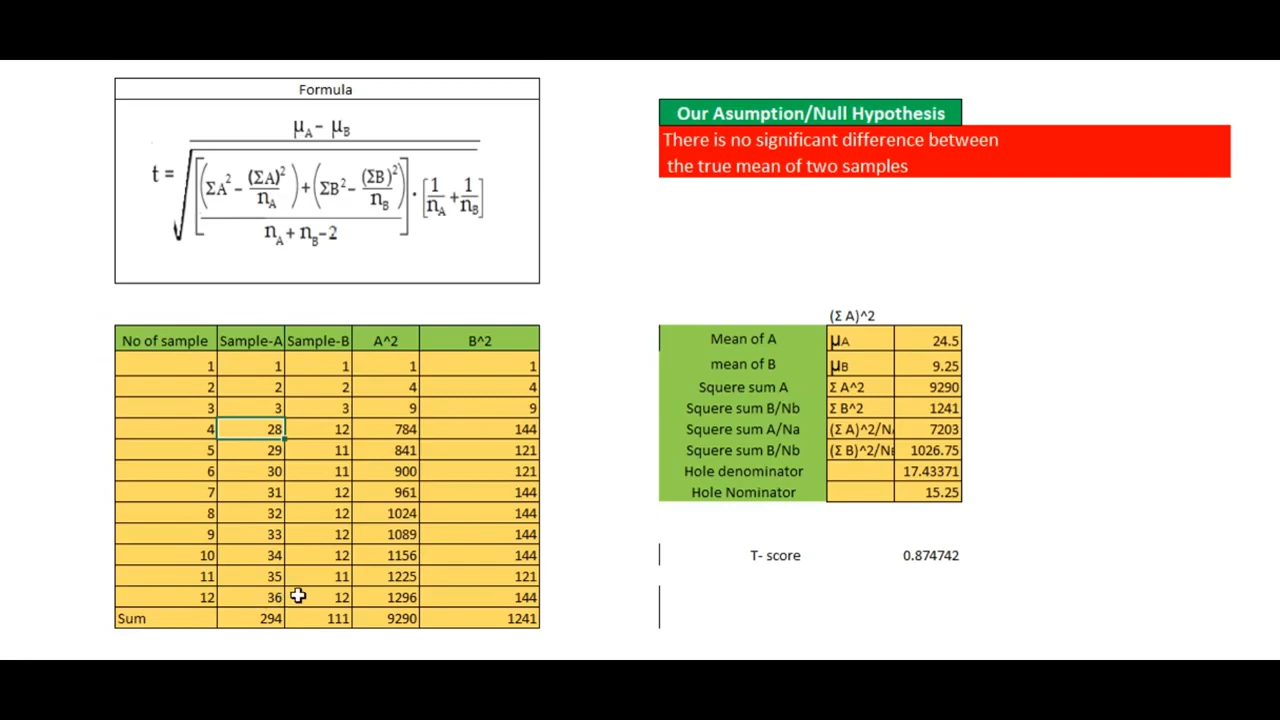 Formula
μA − μB
t =
(ΣA² − (ΣA)²/nA) + (ΣB² − (ΣB)²/nB)
nA + nB−2
· [1/nA + 1/nB]
Our Asumption/Null Hypothesis
There is no significant difference between
the true mean of two samples
No of sample Sample-A Sample-B A^2 B^2
1 1 1 1 1
2 2 2 4 4
3 3 3 9 9
4 28 12 784 144
5 29 11 841 121
6 30 11 900 121
7 31 12 961 144
8 32 12 1024 144
9 33 12 1089 144
10 34 12 1156 144
11 35 11 1225 121
12 36 12 1296 144
Sum 294 111 9290 1241
(Σ A)^2
Mean of A μA 24.5
mean of B μB 9.25
Squere sum A Σ A^2 9290
Squere sum B/Nb Σ B^2 1241
Squere sum A/Na (Σ A)^2/N 7203
Squere sum B/Nb (Σ B)^2/N 1026.75
Hole denominator 17.43371
Hole Nominator 15.25
T- score 0.874742